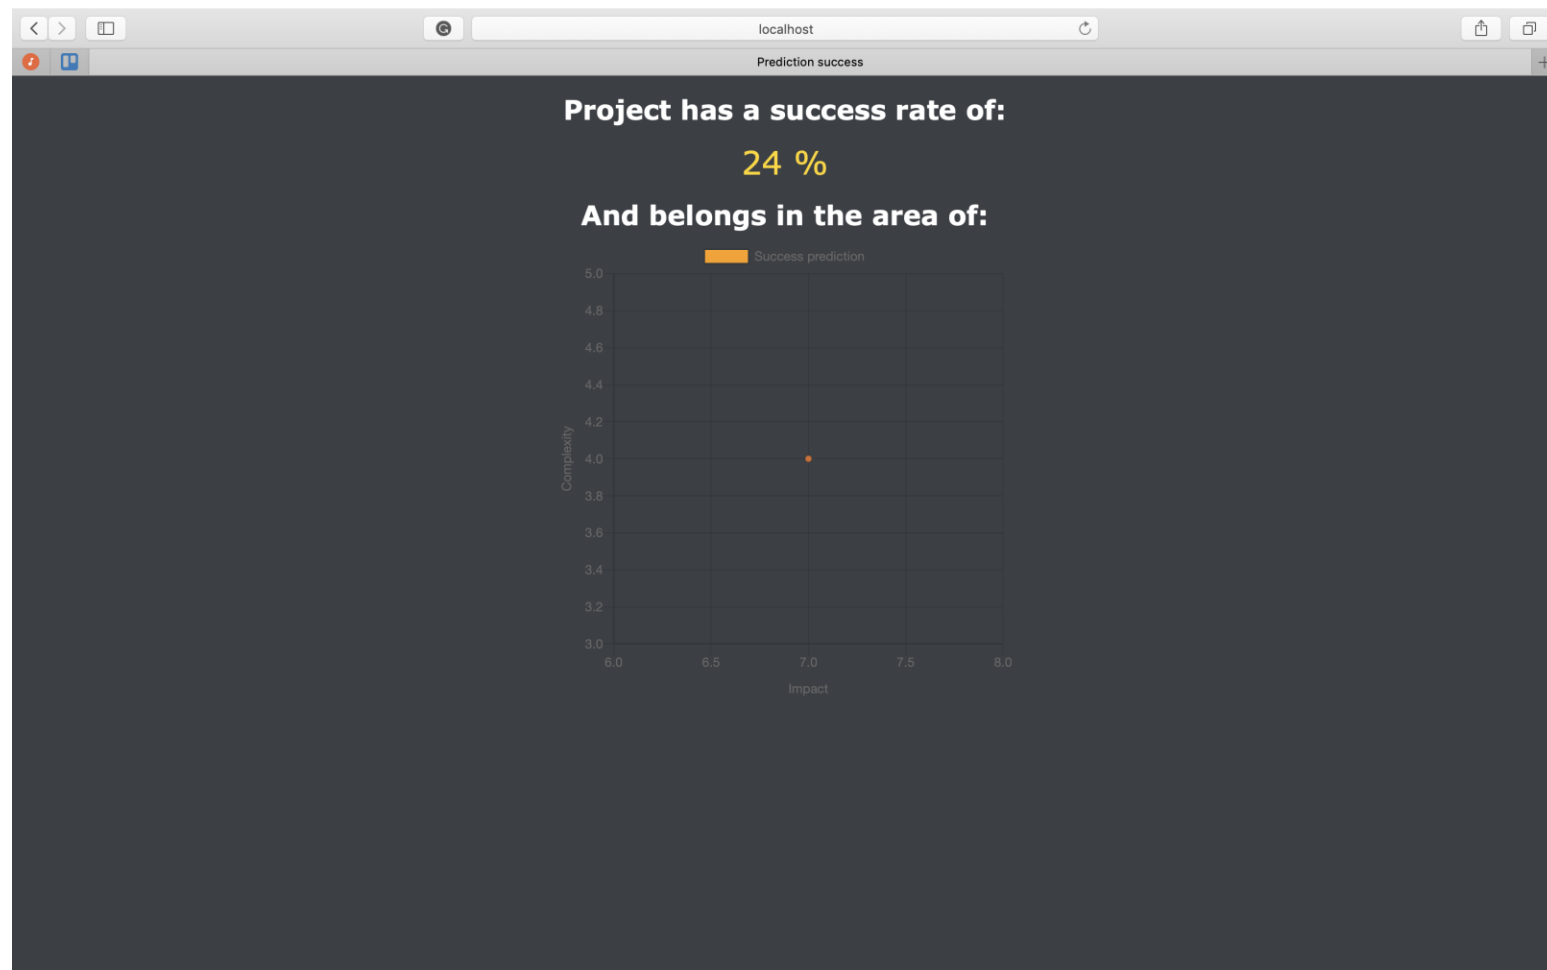 localhost
Prediction success
Project has a success rate of:
24 %
And belongs in the area of:
Success prediction
5.0
4.8
4.6
4.4
4.2
4.0
3.8
3.6
3.4
3.2
3.0
Complexity
6.0 6.5 7.0 7.5 8.0
Impact